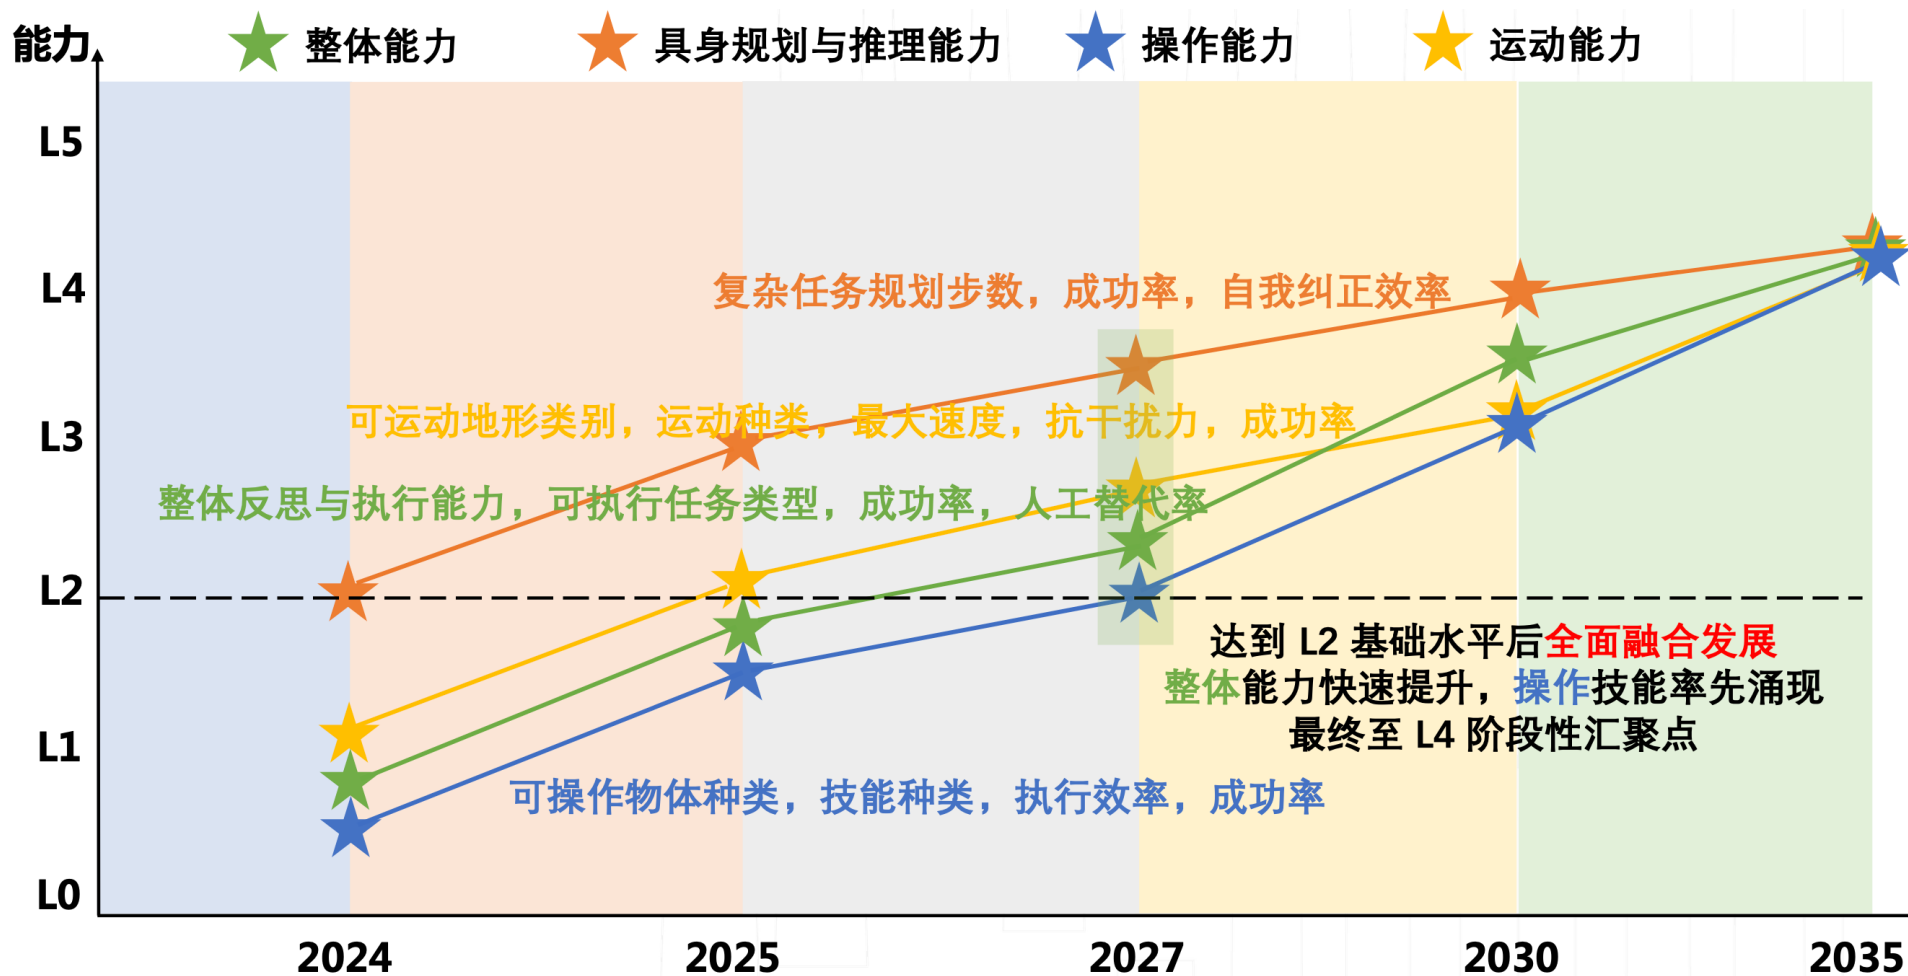 能力
整体能力
具身规划与推理能力
操作能力
运动能力
L5
L4
L3
L2
L1
L0
复杂任务规划步数，成功率，自我纠正效率
可运动地形类别，运动种类，最大速度，抗干扰力，成功率
整体反思与执行能力，可执行任务类型，成功率，人工替代率
达到 L2 基础水平后全面融合发展
整体能力快速提升，操作技能率先涌现
最终至 L4 阶段性汇聚点
可操作物体种类，技能种类，执行效率，成功率
2024
2025
2027
2030
2035